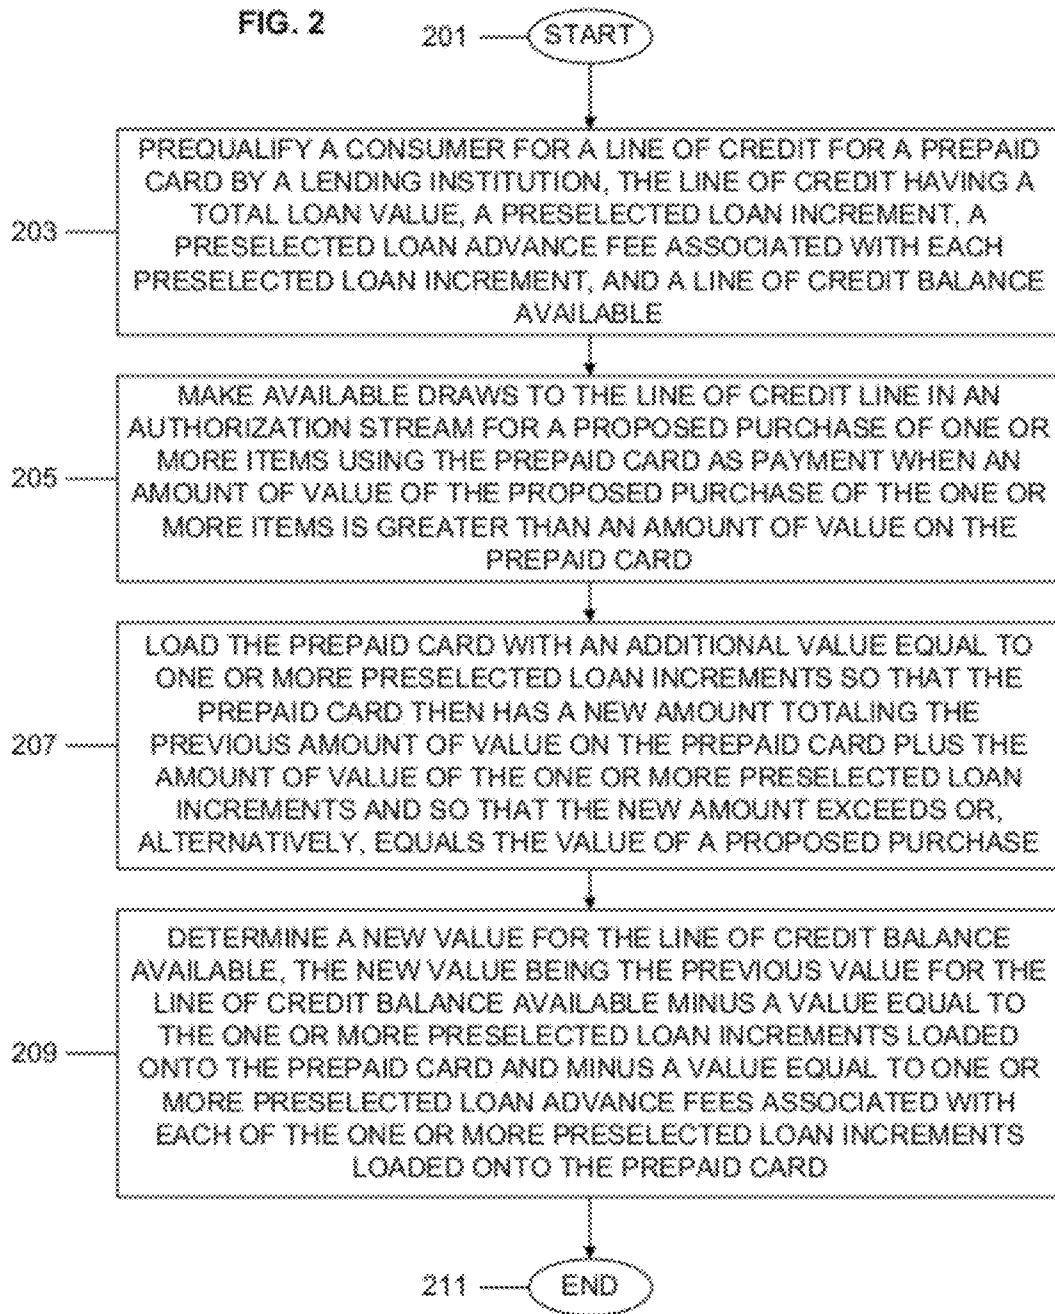 FIG. 2
201
START
203
PREQUALIFY A CONSUMER FOR A LINE OF CREDIT FOR A PREPAID
CARD BY A LENDING INSTITUTION, THE LINE OF CREDIT HAVING A
TOTAL LOAN VALUE, A PRESELECTED LOAN INCREMENT, A
PRESELECTED LOAN ADVANCE FEE ASSOCIATED WITH EACH
PRESELECTED LOAN INCREMENT, AND A LINE OF CREDIT BALANCE
AVAILABLE
205
MAKE AVAILABLE DRAWS TO THE LINE OF CREDIT LINE IN AN
AUTHORIZATION STREAM FOR A PROPOSED PURCHASE OF ONE OR
MORE ITEMS USING THE PREPAID CARD AS PAYMENT WHEN AN
AMOUNT OF VALUE OF THE PROPOSED PURCHASE OF THE ONE OR
MORE ITEMS IS GREATER THAN AN AMOUNT OF VALUE ON THE
PREPAID CARD
207
LOAD THE PREPAID CARD WITH AN ADDITIONAL VALUE EQUAL TO
ONE OR MORE PRESELECTED LOAN INCREMENTS SO THAT THE
PREPAID CARD THEN HAS A NEW AMOUNT TOTALING THE
PREVIOUS AMOUNT OF VALUE ON THE PREPAID CARD PLUS THE
AMOUNT OF VALUE OF THE ONE OR MORE PRESELECTED LOAN
INCREMENTS AND SO THAT THE NEW AMOUNT EXCEEDS OR,
ALTERNATIVELY, EQUALS THE VALUE OF A PROPOSED PURCHASE
209
DETERMINE A NEW VALUE FOR THE LINE OF CREDIT BALANCE
AVAILABLE, THE NEW VALUE BEING THE PREVIOUS VALUE FOR THE
LINE OF CREDIT BALANCE AVAILABLE MINUS A VALUE EQUAL TO
THE ONE OR MORE PRESELECTED LOAN INCREMENTS LOADED
ONTO THE PREPAID CARD AND MINUS A VALUE EQUAL TO ONE OR
MORE PRESELECTED LOAN ADVANCE FEES ASSOCIATED WITH
EACH OF THE ONE OR MORE PRESELECTED LOAN INCREMENTS
LOADED ONTO THE PREPAID CARD
211
END